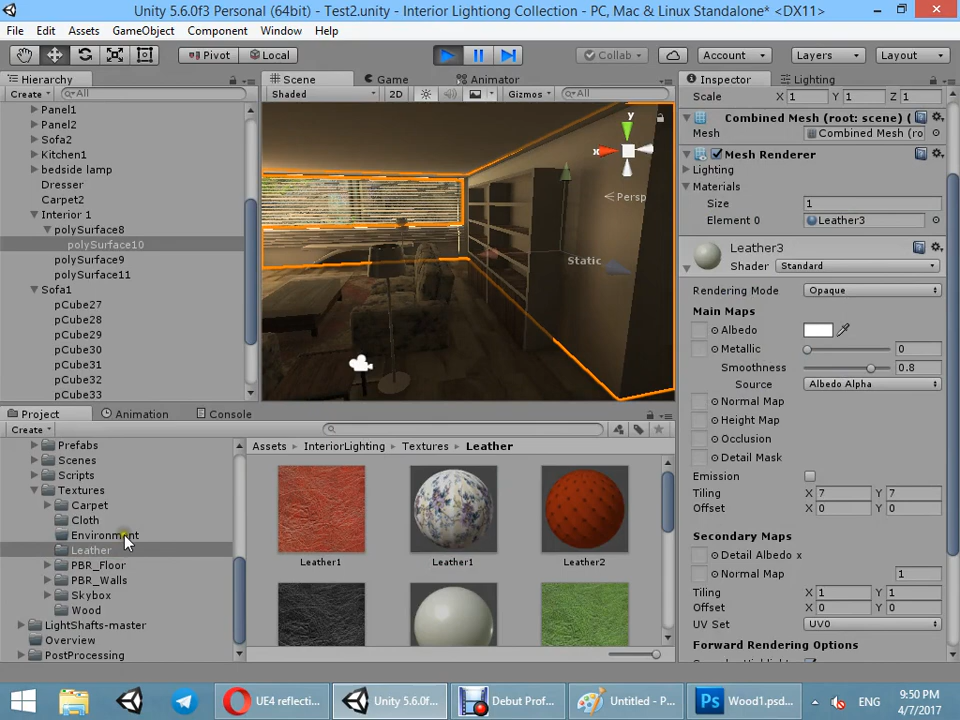 Unity 5.6.0f3 Personal (64bit) - Test2.unity - Interior Lightiong Collection - PC, Mac & Linux Standalone* <DX11>
File Edit Assets GameObject Component Window Help
Pivot Local Collab Account Layers Layout
Hierarchy
Create All
Panel1
Panel2
Sofa2
Kitchen1
bedside lamp
Dresser
Carpet2
Interior 1
polySurface8
polySurface10
polySurface9
polySurface11
Sofa1
pCube27
pCube28
pCube29
pCube30
pCube31
pCube32
pCube33
Scene Game Animator
Shaded 2D Gizmos All
y
x
Persp
Static
Inspector Lighting
Scale X 1 Y 1 Z 1
Combined Mesh (root: scene) (
Mesh Combined Mesh (ro
Mesh Renderer
Lighting
Materials
Size 1
Element 0 Leather3
Leather3
Shader Standard
Rendering Mode Opaque
Main Maps
Albedo
Metallic 0
Smoothness 0.8
Source Albedo Alpha
Normal Map
Height Map
Occlusion
Detail Mask
Emission
Tiling X 7 Y 7
Offset X 0 Y 0
Secondary Maps
Detail Albedo x
Normal Map 1
Tiling X 1 Y 1
Offset X 0 Y 0
UV Set UV0
Forward Rendering Options
Project Animation Console
Create
Prefabs
Scenes
Scripts
Textures
Carpet
Cloth
Environment
Leather
PBR_Floor
PBR_Walls
Skybox
Wood
LightShafts-master
Overview
PostProcessing
Assets InteriorLighting Textures Leather
Leather1 Leather1 Leather2
UE4 reflecti... Unity 5.6.0f... Debut Prof... Untitled - P... Wood1.psd... ENG 9:50 PM
4/7/2017